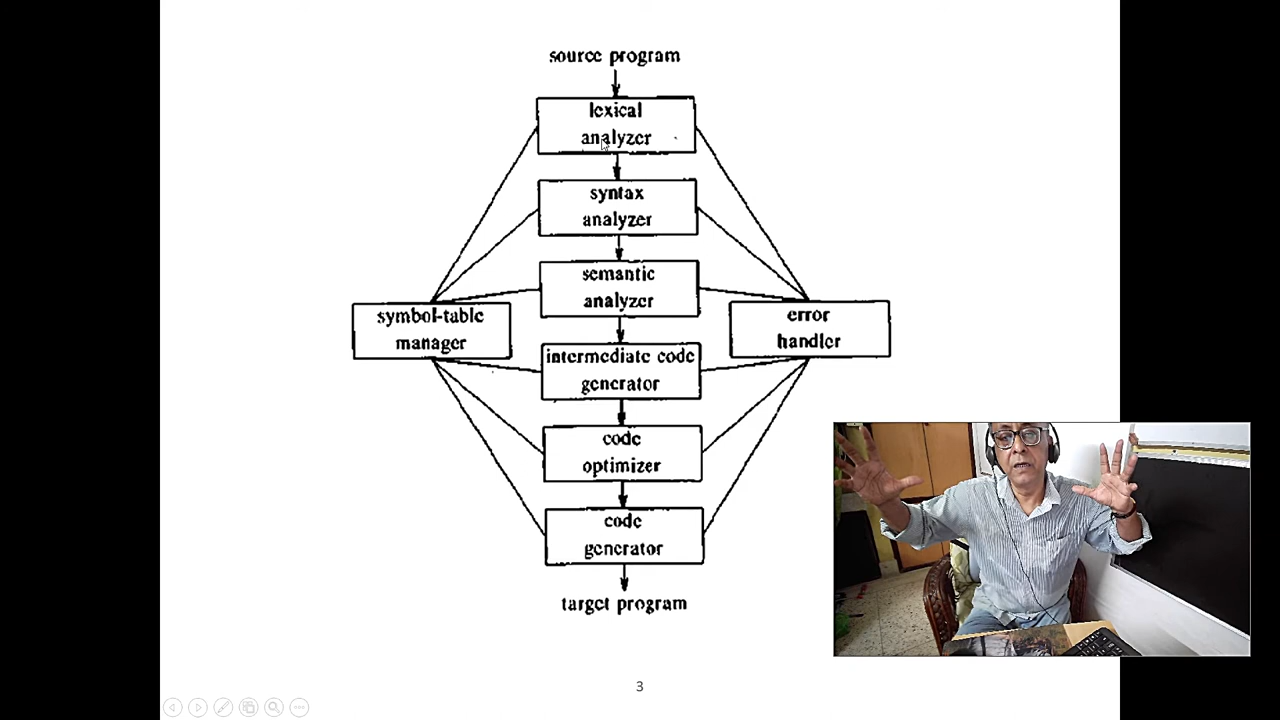 source program
lexical
analyzer
syntax
analyzer
semantic
analyzer
symbol-table
manager
error
handler
intermediate code
generator
code
optimizer
code
generator
target program
3